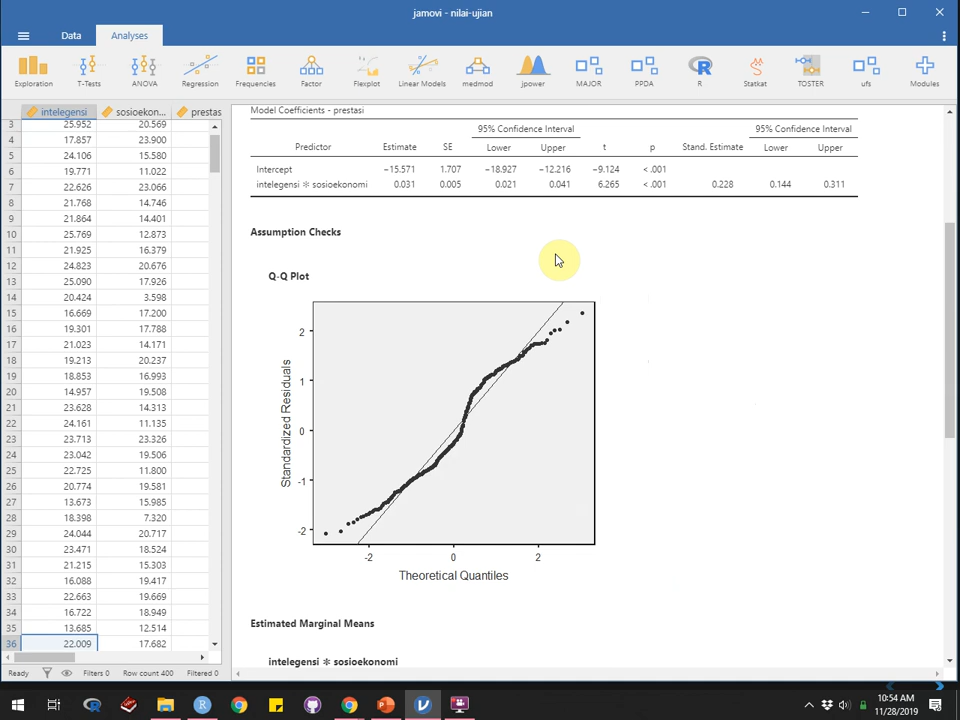 jamovi - nilai-ujian
Data Analyses
Exploration T-Tests ANOVA Regression Frequencies Factor Flexplot Linear Models medmod jpower MAJOR PPDA R Statkat TOSTER ufs Modules
intelegensi sosioekon... prestas
3 25.952 20.569
4 17.857 23.900
5 24.106 15.580
6 19.771 11.022
7 22.626 23.066
8 21.768 14.746
9 21.864 14.401
10 25.769 12.873
11 21.925 16.379
12 24.823 20.676
13 25.090 17.926
14 20.424 3.598
15 16.669 17.200
16 19.301 17.788
17 21.023 14.171
18 19.213 20.237
19 18.853 16.993
20 14.957 19.508
21 23.628 14.313
22 24.161 11.135
23 23.713 23.326
24 23.042 19.506
25 22.725 11.800
26 20.774 19.581
27 13.673 15.985
28 18.398 7.320
29 24.044 20.717
30 23.471 18.524
31 21.215 15.303
32 16.088 19.417
33 22.663 19.669
34 16.722 18.949
35 13.685 12.514
36 22.009 17.682
Ready Filters 0 Row count 400 Filtered 0
Model Coefficients - prestasi
95% Confidence Interval 95% Confidence Interval
Predictor Estimate SE Lower Upper t p Stand. Estimate Lower Upper
Intercept −15.571 1.707 −18.927 −12.216 −9.124 < .001
intelegensi ✻ sosioekonomi 0.031 0.005 0.021 0.041 6.265 < .001 0.228 0.144 0.311
Assumption Checks
Q-Q Plot
Standardized Residuals
2
1
0
-1
-2
-2 0 2
Theoretical Quantiles
Estimated Marginal Means
intelegensi ✻ sosioekonomi
10:54 AM
11/28/2019